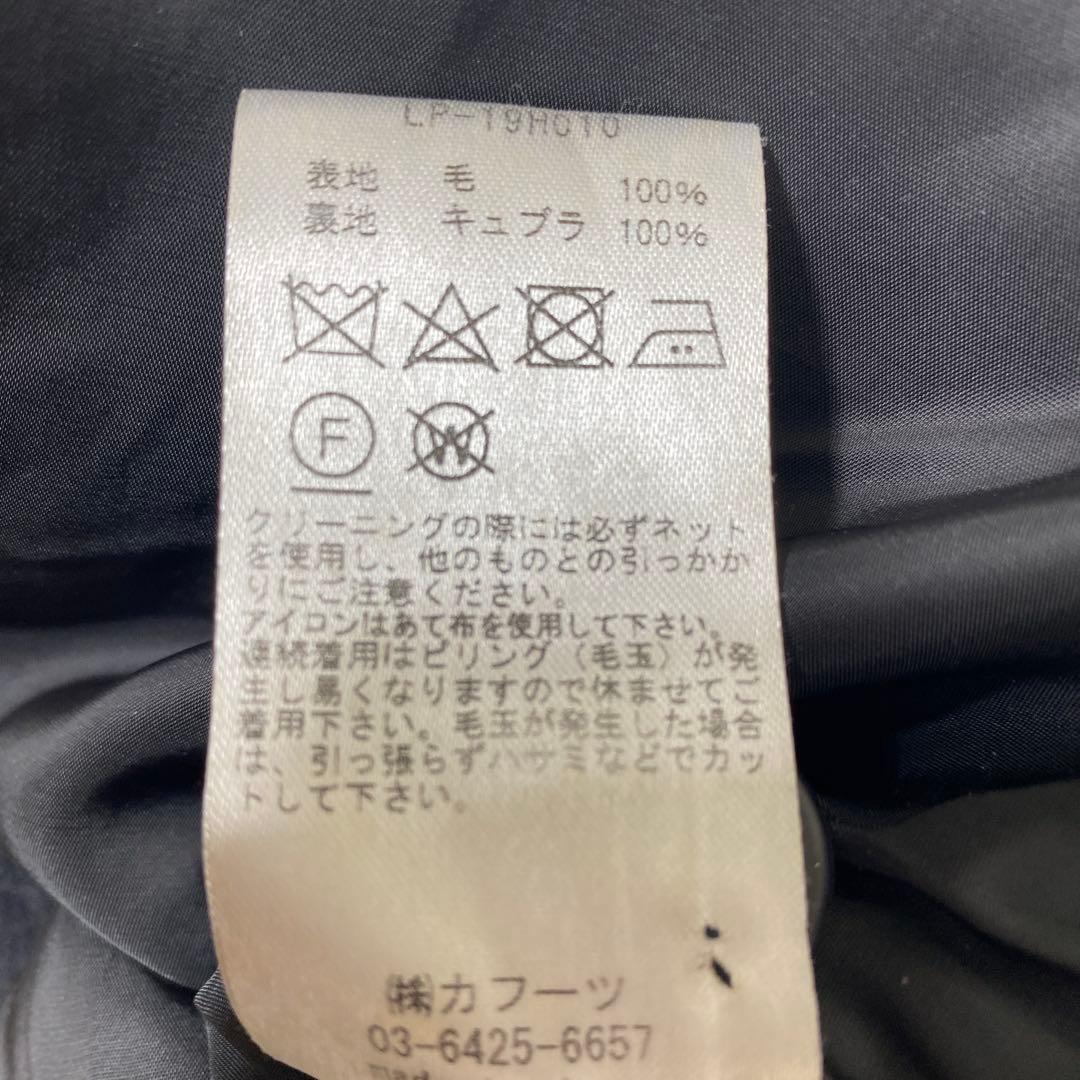 LP-19H010
表地 毛 100%
裏地 キュプラ 100%
F
W
クリーニングの際には必ずネット
を使用し、他のものとの引っかか
りにご注意ください。
アイロンはあて布を使用して下さい。
連続着用はピリング（毛玉）が発
生し易くなりますので休ませてご
着用下さい。毛玉が発生した場合
は、引っ張らずハサミなどでカッ
トして下さい。
㈱カフーツ
03-6425-6657